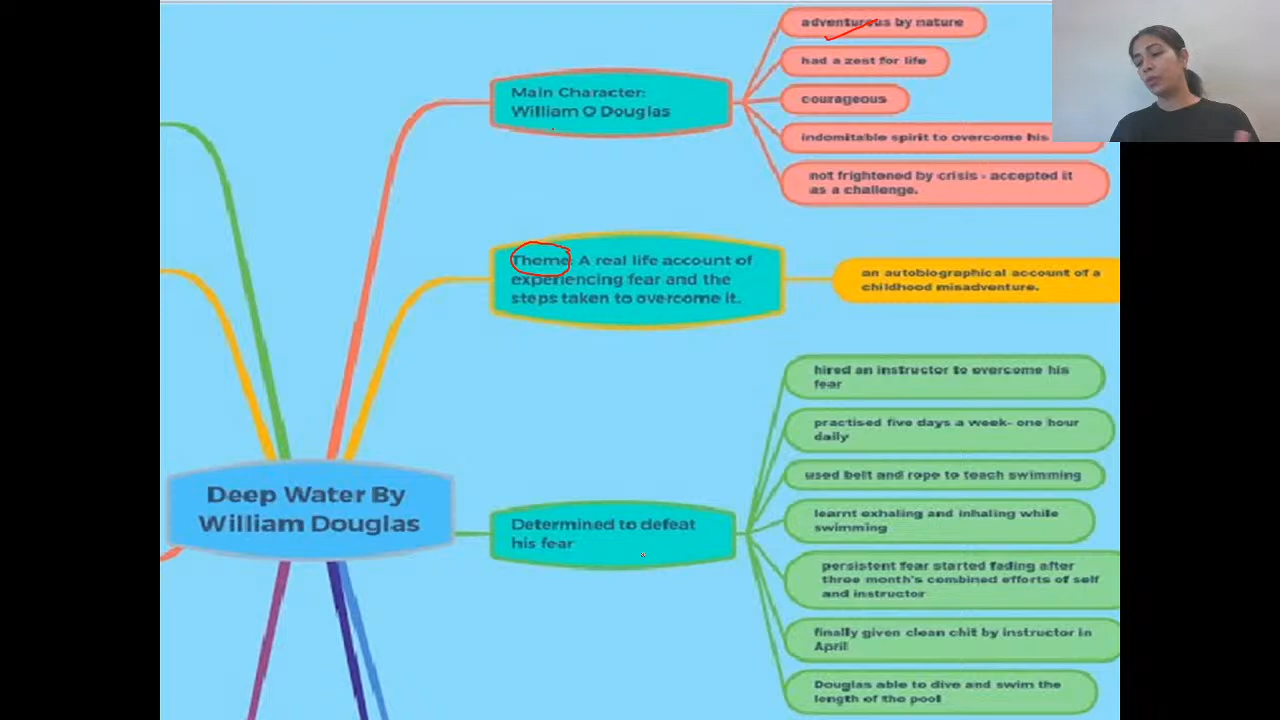 adventurous by nature
had a zest for life
Main Character:
William O Douglas
courageous
indomitable spirit to overcome his
not frightened by crisis - accepted it
as a challenge.
Theme: A real life account of
experiencing fear and the
steps taken to overcome it.
an autobiographical account of a
childhood misadventure.
hired an instructor to overcome his
fear
practised five days a week- one hour
daily
used belt and rope to teach swimming
learnt exhaling and inhaling while
swimming
Deep Water By
William Douglas
Determined to defeat
his fear
persistent fear started fading after
three month's combined efforts of self
and instructor
finally given clean chit by instructor in
April
Douglas able to dive and swim the
length of the pool